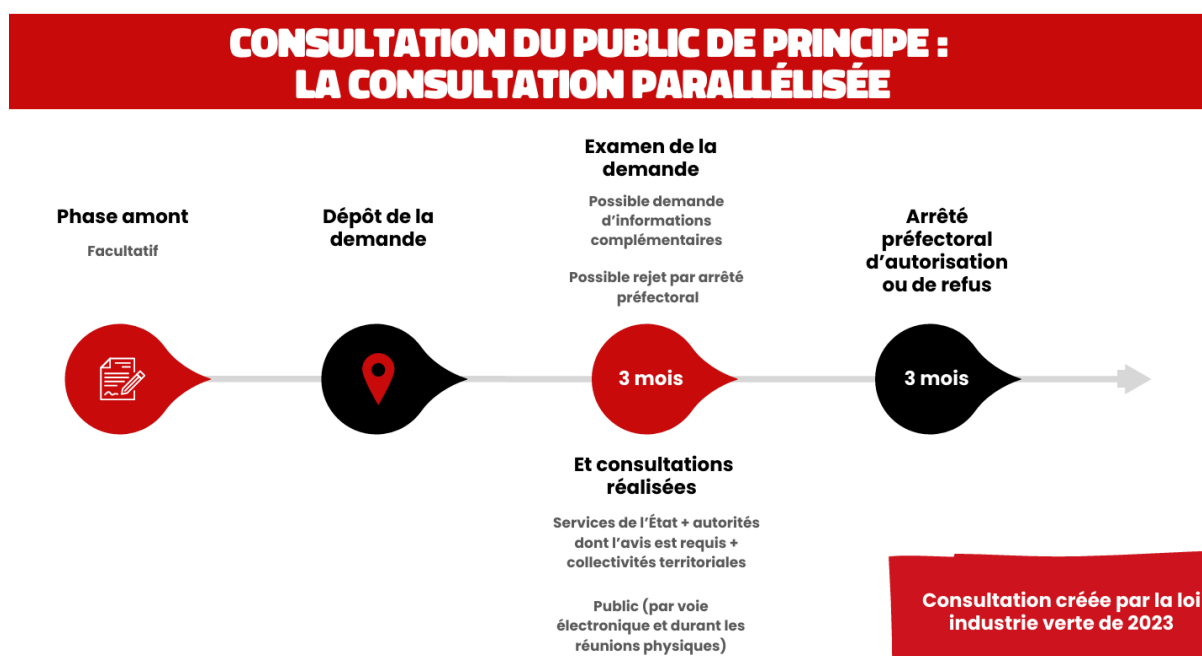 CONSULTATION DU PUBLIC DE PRINCIPE :
LA CONSULTATION PARALLÉLISÉE
Phase amont
Facultatif
Dépôt de la
demande
Examen de la
demande
Possible demande
d'informations
complémentaires
Possible rejet par arrêté
préfectoral
Arrêté
préfectoral
d'autorisation
ou de refus
3 mois
3 mois
Et consultations
réalisées
Services de l'État + autorités
dont l'avis est requis +
collectivités territoriales
Public (par voie
électronique et durant les
réunions physiques)
Consultation créée par la loi
industrie verte de 2023